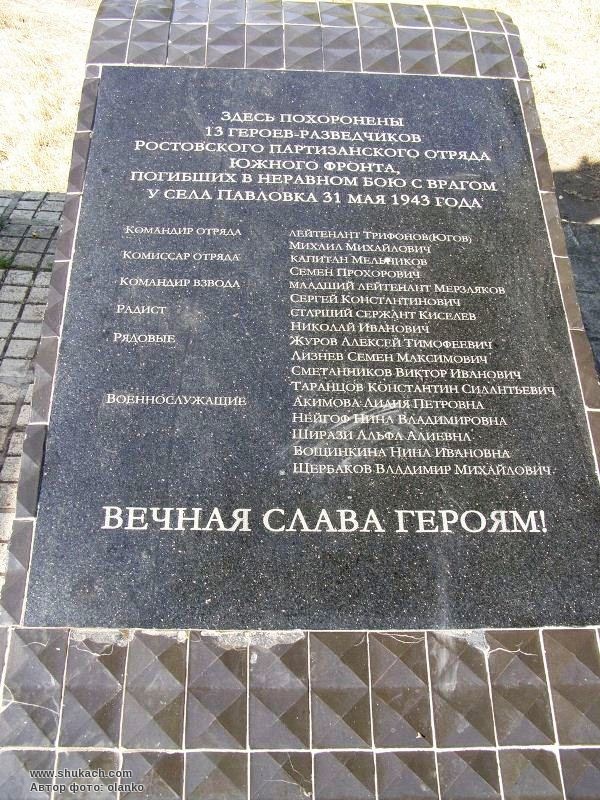 ЗДЕСЬ ПОХОРОНЕНЫ
13 ГЕРОЕВ-РАЗВЕДЧИКОВ
РОСТОВСКОГО ПАРТИЗАНСКОГО ОТРЯДА
ЮЖНОГО ФРОНТА,
ПОГИБШИХ В НЕРАВНОМ БОЮ С ВРАГОМ
У СЕЛА ПАВЛОВКА 31 МАЯ 1943 ГОДА
КОМАНДИР ОТРЯДА ЛЕЙТЕНАНТ ТРИФОНОВ(ЮГОВ)
МИХАИЛ МИХАЙЛОВИЧ
КОМИССАР ОТРЯДА КАПИТАН МЕЛЬНИКОВ
СЕМЕН ПРОХОРОВИЧ
КОМАНДИР ВЗВОДА МЛАДШИЙ ЛЕЙТЕНАНТ МЕРЗЛЯКОВ
СЕРГЕЙ КОНСТАНТИНОВИЧ
РАДИСТ СТАРШИЙ СЕРЖАНТ КИСЕЛЕВ
НИКОЛАЙ ИВАНОВИЧ
РЯДОВЫЕ ЖУРОВ АЛЕКСЕЙ ТИМОФЕЕВИЧ
ЛИЗНЕВ СЕМЕН МАКСИМОВИЧ
СМЕТАННИКОВ ВИКТОР ИВАНОВИЧ
ТАРАНЦОВ КОНСТАНТИН СИЛАНТЬЕВИЧ
ВОЕННОСЛУЖАЩИЕ АКИМОВА ЛИДИЯ ПЕТРОВНА
НЕЙГОФ НИНА ВЛАДИМИРОВНА
ШИРАЗИ АЛЬФА АЛИЕВНА
ВОЩИНКИНА НИНА ИВАНОВНА
ЩЕРБАКОВ ВЛАДИМИР МИХАЙЛОВИЧ
ВЕЧНАЯ СЛАВА ГЕРОЯМ!
www.shukach.com
Автор фото: olanko